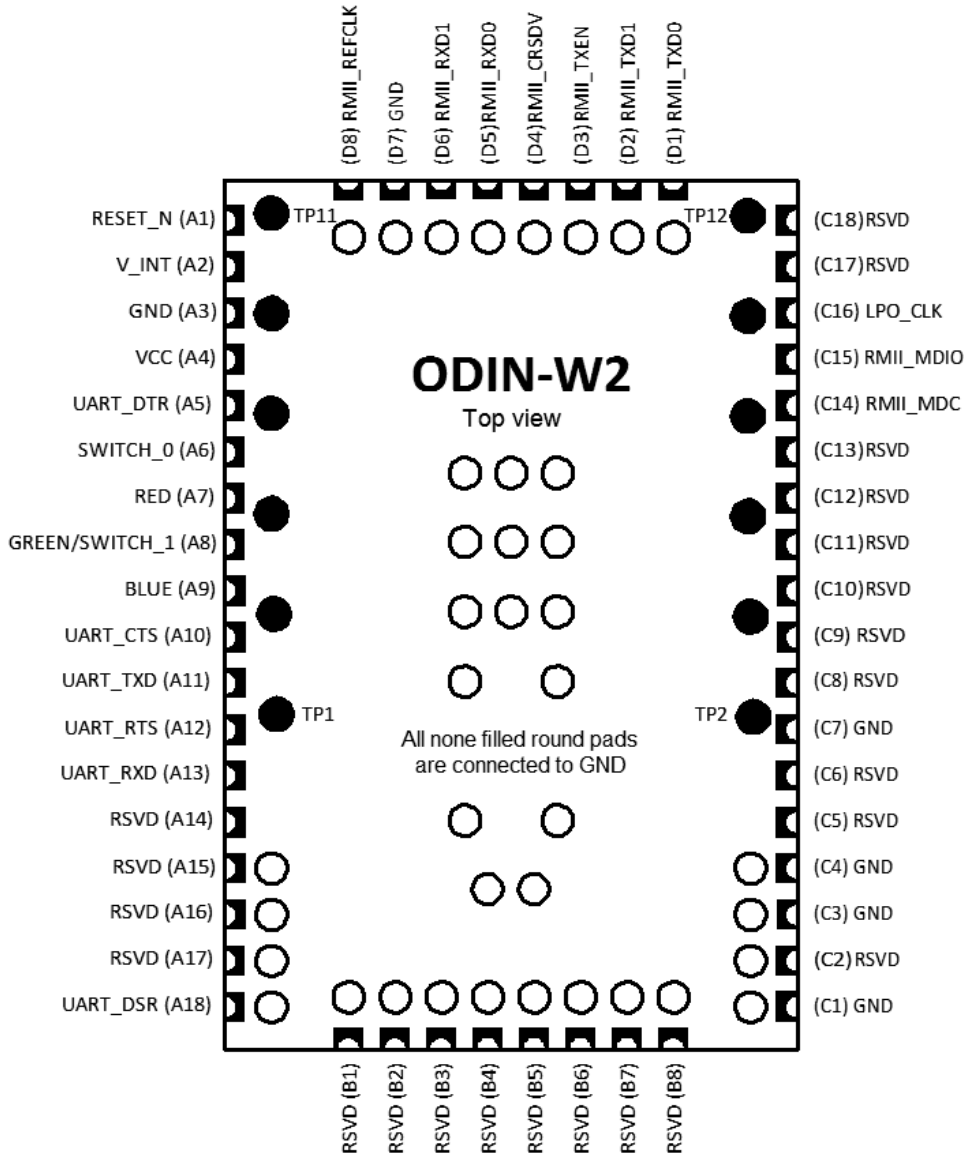 (D8) RMII_REFCLK
(D7) GND
(D6) RMII_RXD1
(D5)RMII_RXD0
(D4)RMII_CRSDV
(D3)RMII_TXEN
(D2) RMII_TXD1
(D1) RMII_TXD0
RESET_N (A1)
V_INT (A2)
GND (A3)
VCC (A4)
UART_DTR (A5)
SWITCH_0 (A6)
RED (A7)
GREEN/SWITCH_1 (A8)
BLUE (A9)
UART_CTS (A10)
UART_TXD (A11)
UART_RTS (A12)
UART_RXD (A13)
RSVD (A14)
RSVD (A15)
RSVD (A16)
RSVD (A17)
UART_DSR (A18)
TP11
TP12
ODIN-W2
Top view
TP1
TP2
All none filled round pads
are connected to GND
(C18)RSVD
(C17)RSVD
(C16) LPO_CLK
(C15) RMII_MDIO
(C14) RMII_MDC
(C13)RSVD
(C12)RSVD
(C11)RSVD
(C10)RSVD
(C9) RSVD
(C8) RSVD
(C7) GND
(C6) RSVD
(C5) RSVD
(C4) GND
(C3) GND
(C2)RSVD
(C1) GND
RSVD (B1)
RSVD (B2)
RSVD (B3)
RSVD (B4)
RSVD (B5)
RSVD (B6)
RSVD (B7)
RSVD (B8)